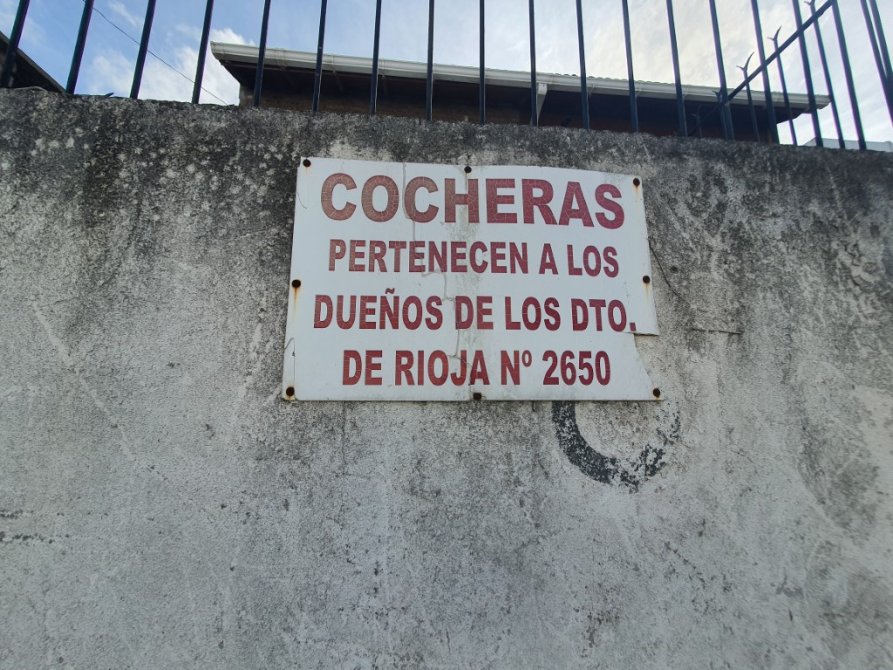 COCHERAS
PERTENECEN A LOS
DUEÑOS DE LOS DTO.
DE RIOJA Nº 2650